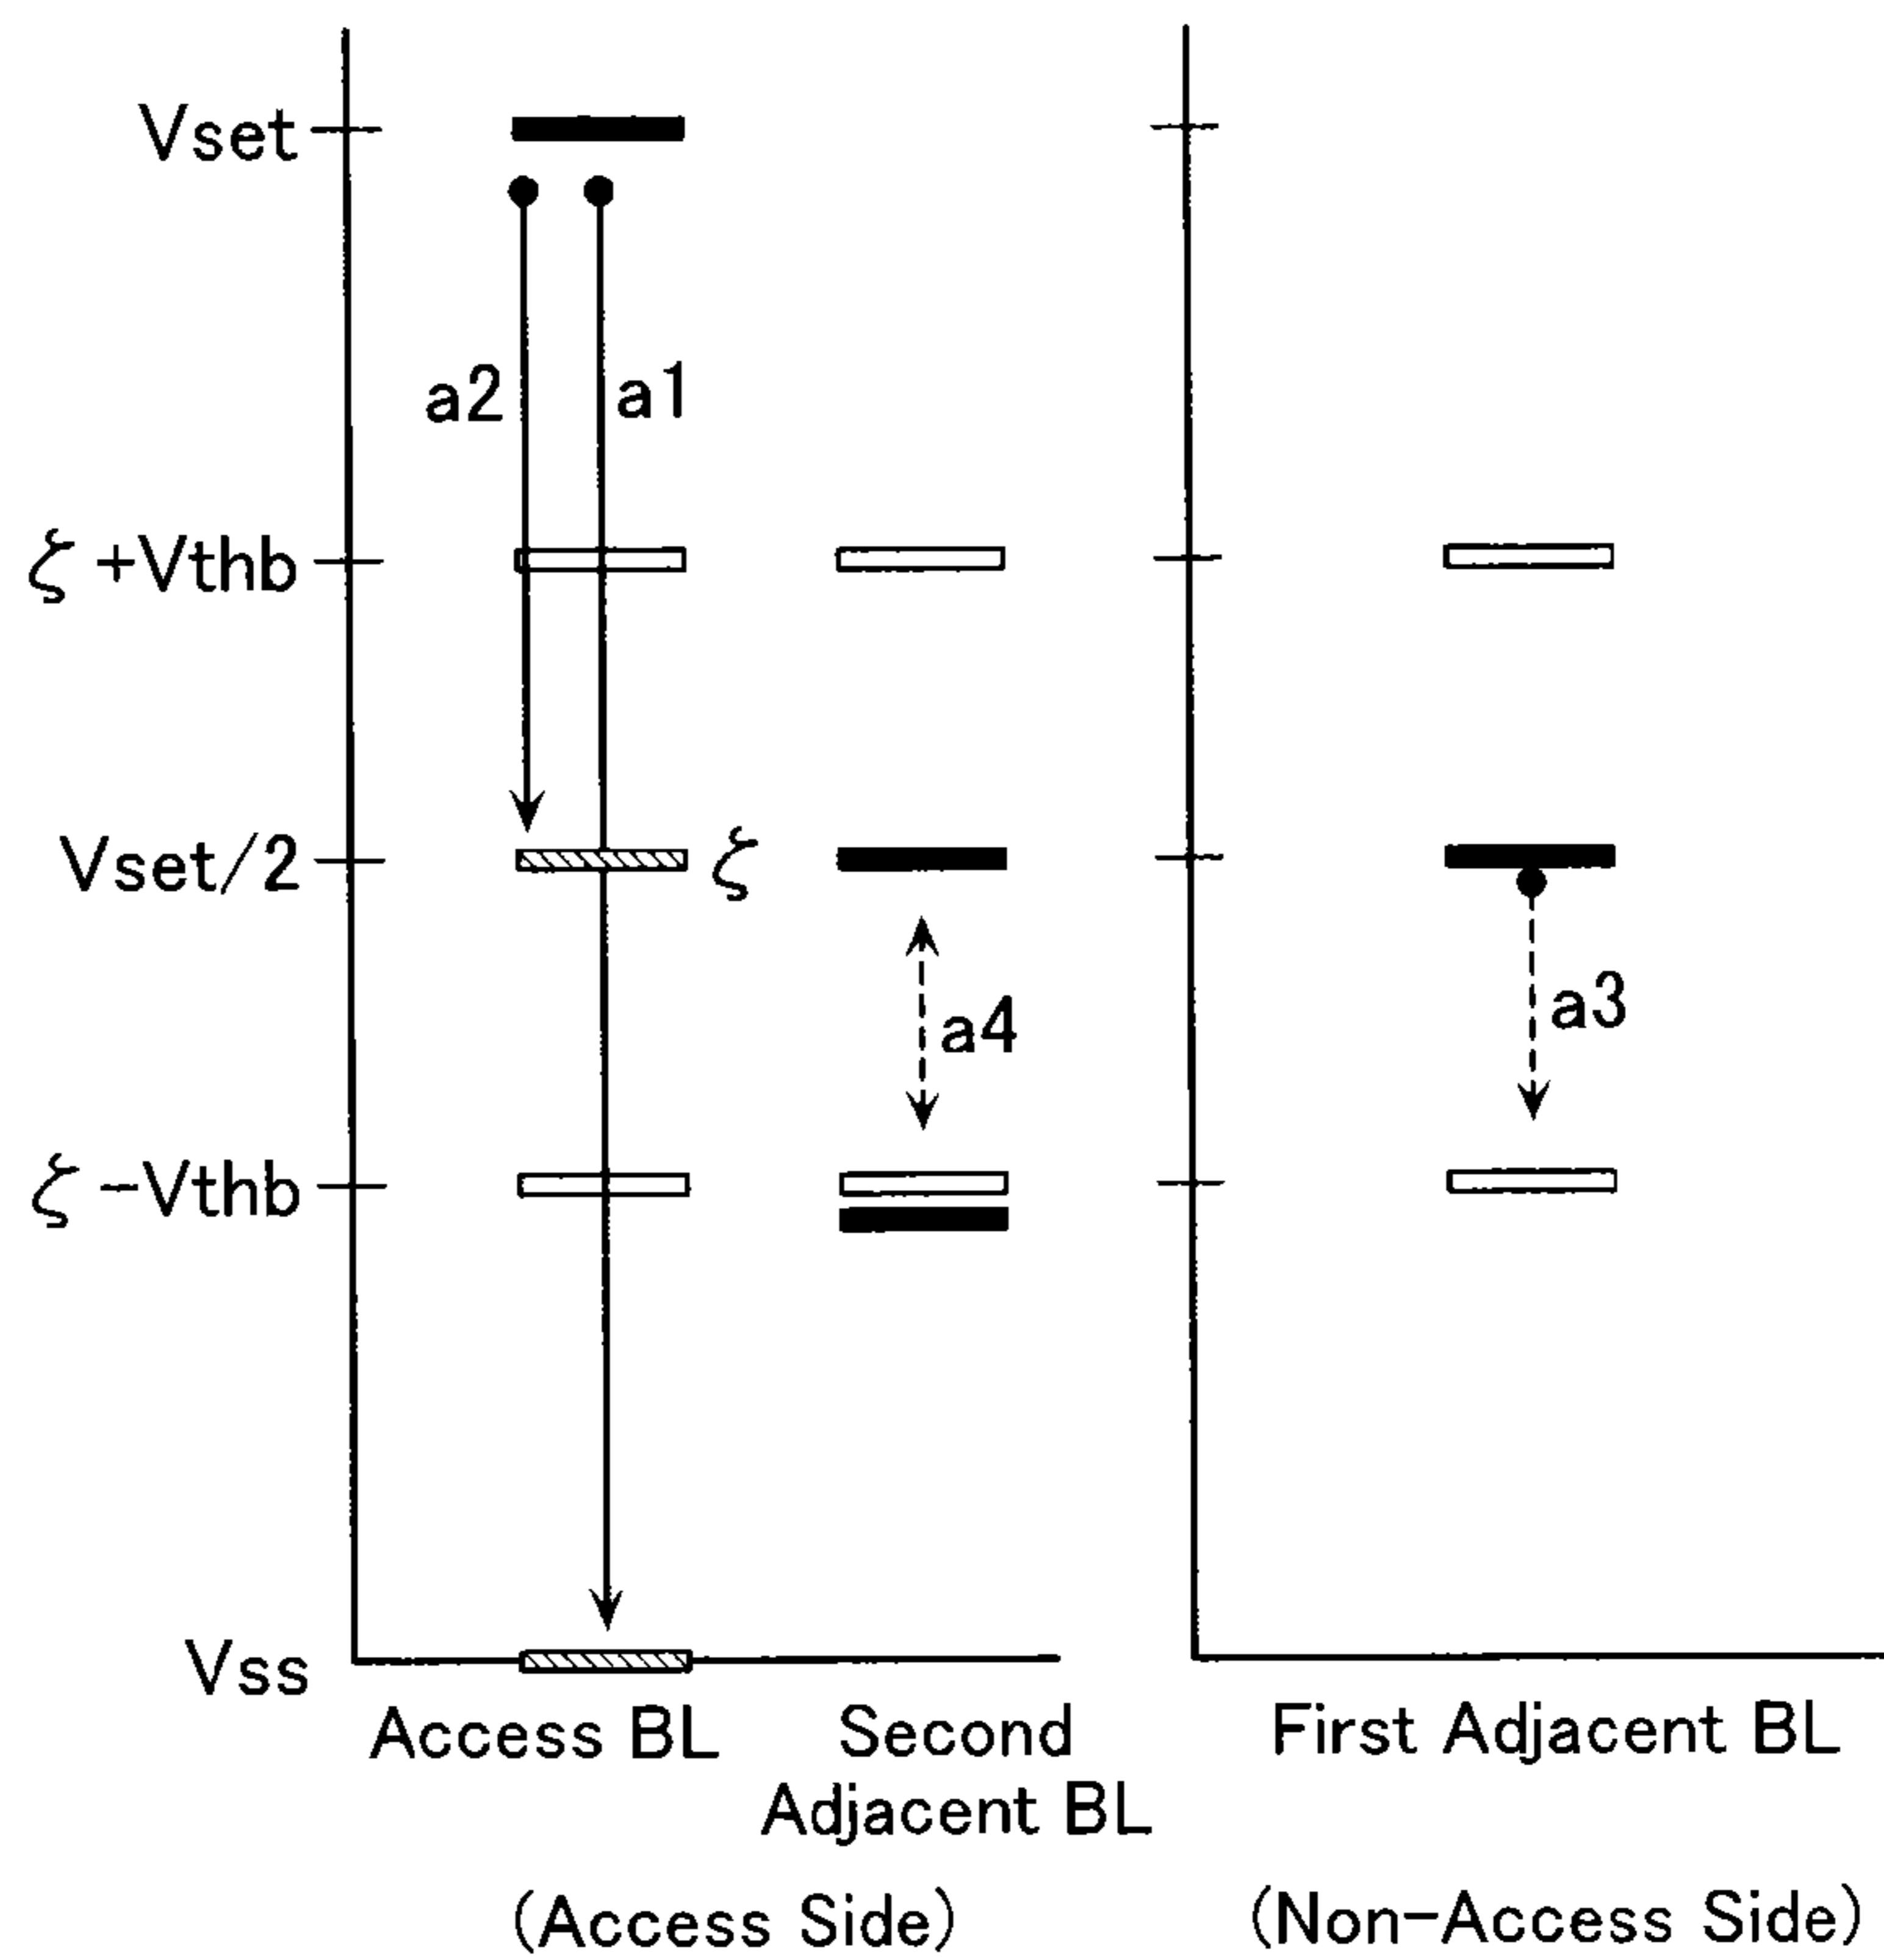 Vset
a2
a1
ζ+Vthb
Vset/2
ζ
a4
a3
ζ-Vthb
Vss
Access BL
Second
Adjacent BL
First Adjacent BL
(Access Side)
(Non-Access Side)